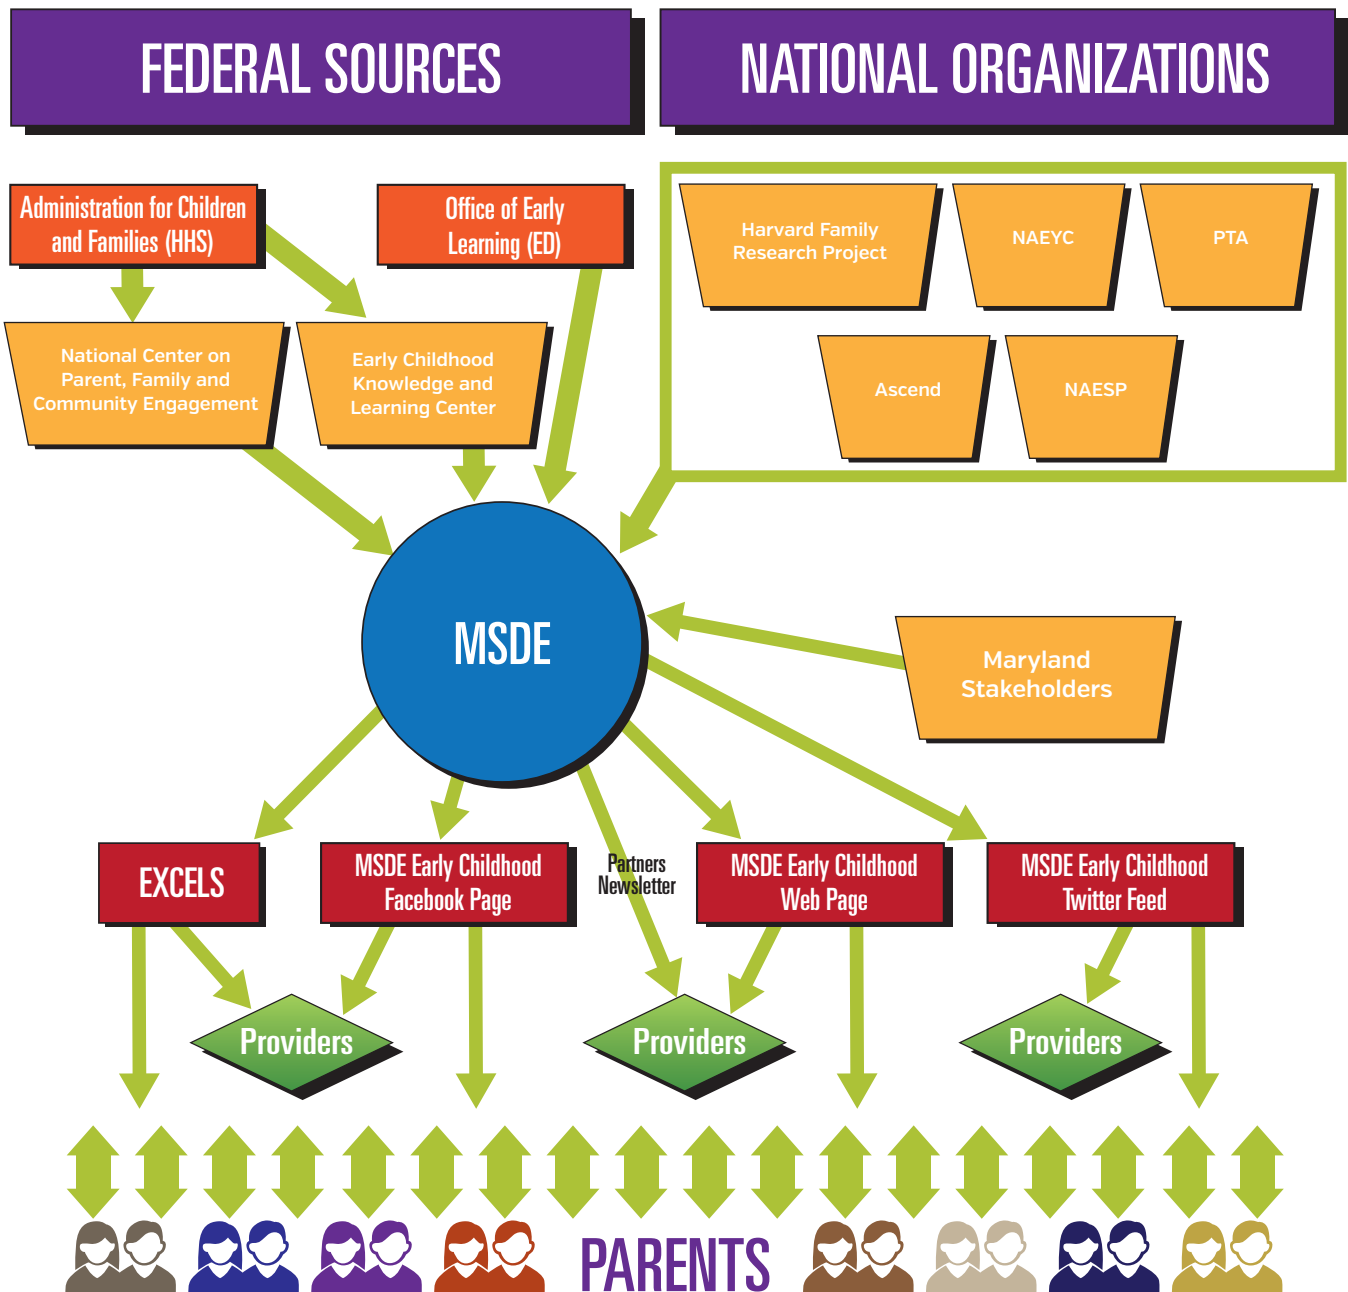 FEDERAL SOURCES
NATIONAL ORGANIZATIONS
Administration for Children
and Families (HHS)
Office of Early
Learning (ED)
Harvard Family
Research Project
NAEYC
PTA
National Center on
Parent, Family and
Community Engagement
Early Childhood
Knowledge and
Learning Center
Ascend
NAESP
MSDE
Maryland
Stakeholders
EXCELS
MSDE Early Childhood
Facebook Page
Partners
Newsletter
MSDE Early Childhood
Web Page
MSDE Early Childhood
Twitter Feed
Providers
Providers
Providers
PARENTS